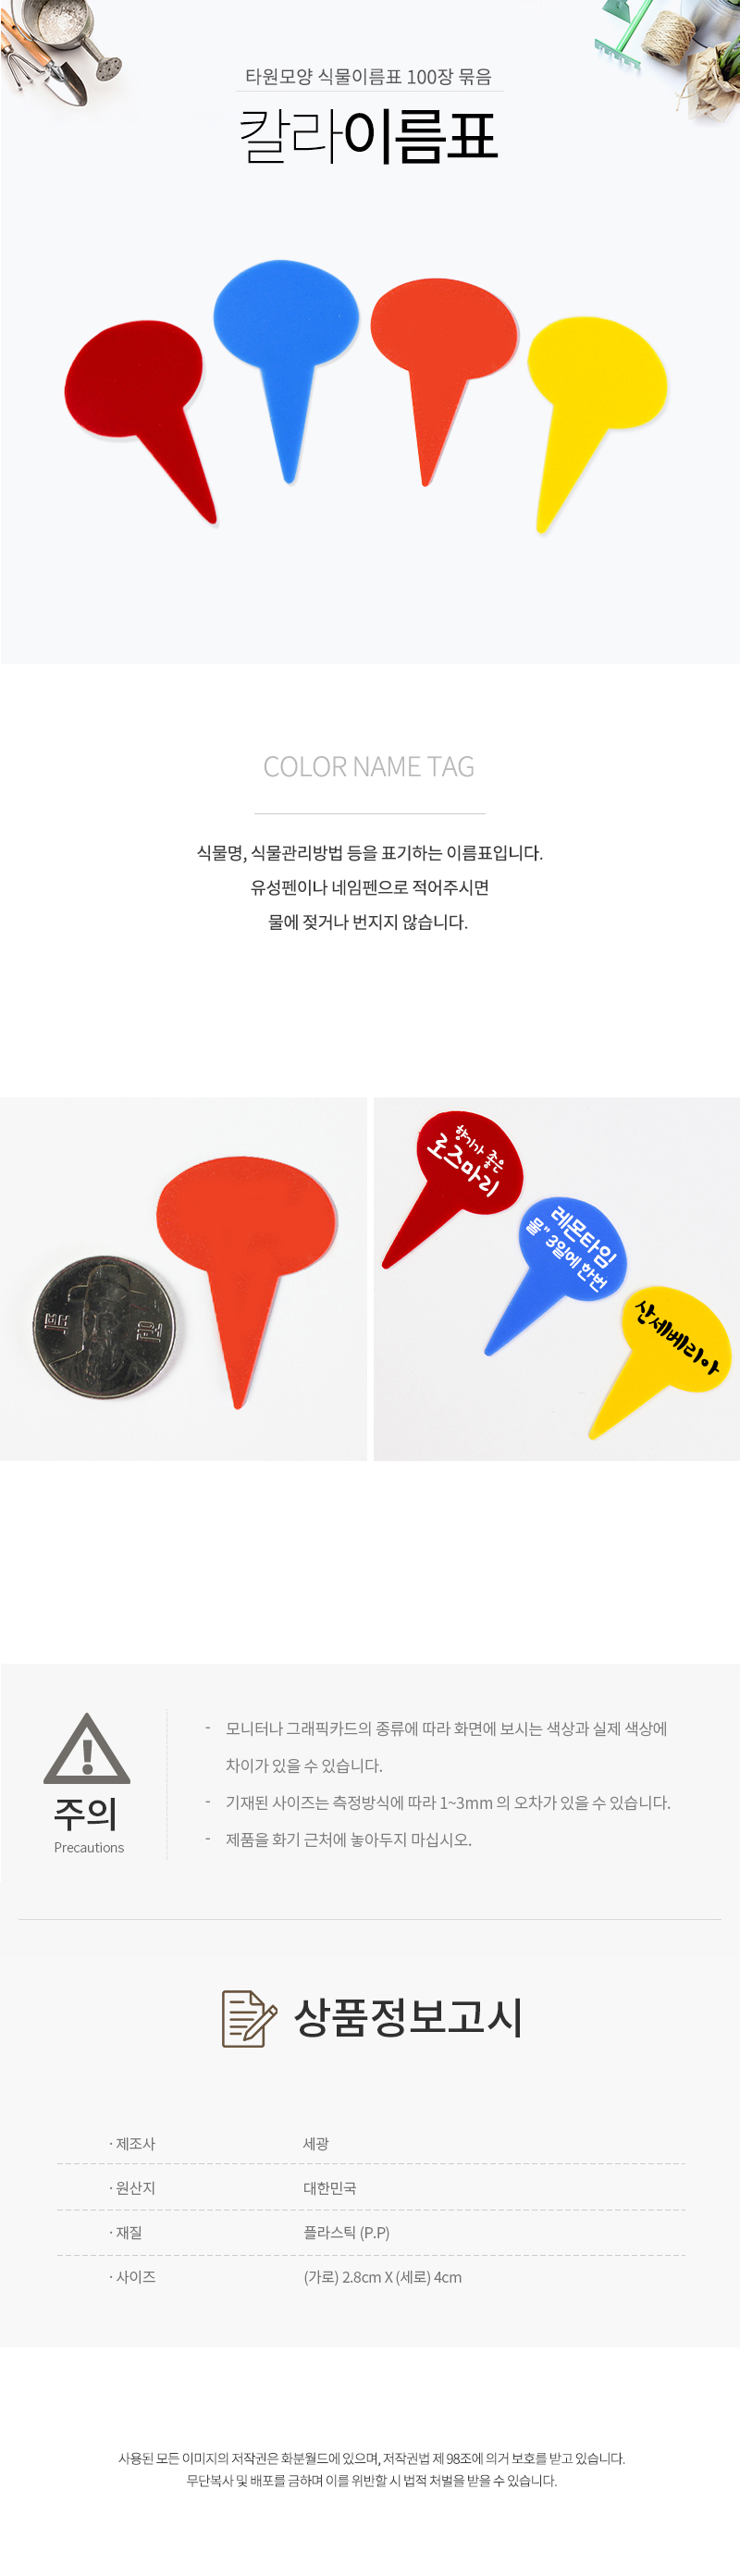 타원모양 식물이름표 100장 묶음
칼라이름표
COLOR NAME TAG
식물명, 식물관리방법 등을 표기하는 이름표입니다.
유성펜이나 네임펜으로 적어주시면
물에 젖거나 번지지 않습니다.
향기가 좋은
로즈마리
레몬타임
물" 3일에 한번
산세베리아
백 원
주의
Precautions
- 모니터나 그래픽카드의 종류에 따라 화면에 보시는 색상과 실제 색상에
차이가 있을 수 있습니다.
- 기재된 사이즈는 측정방식에 따라 1~3mm 의 오차가 있을 수 있습니다.
- 제품을 화기 근처에 놓아두지 마십시오.
상품정보고시
· 제조사 세광
· 원산지 대한민국
· 재질 플라스틱 (P.P)
· 사이즈 (가로) 2.8cm X (세로) 4cm
사용된 모든 이미지의 저작권은 화분월드에 있으며, 저작권법 제 98조에 의거 보호를 받고 있습니다.
무단복사 및 배포를 금하며 이를 위반할 시 법적 처벌을 받을 수 있습니다.